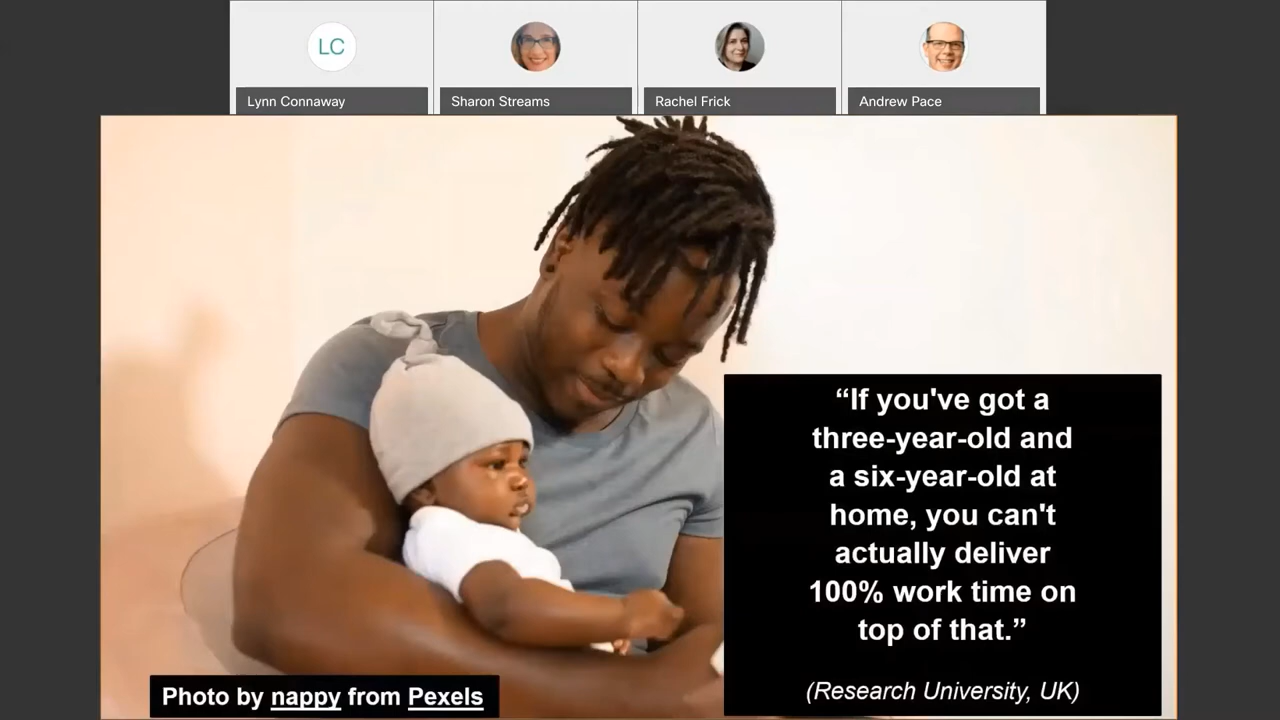 LC
Lynn Connaway
Sharon Streams
Rachel Frick
Andrew Pace
“If you've got a
three-year-old and
a six-year-old at
home, you can't
actually deliver
100% work time on
top of that.”
(Research University, UK)
Photo by nappy from Pexels